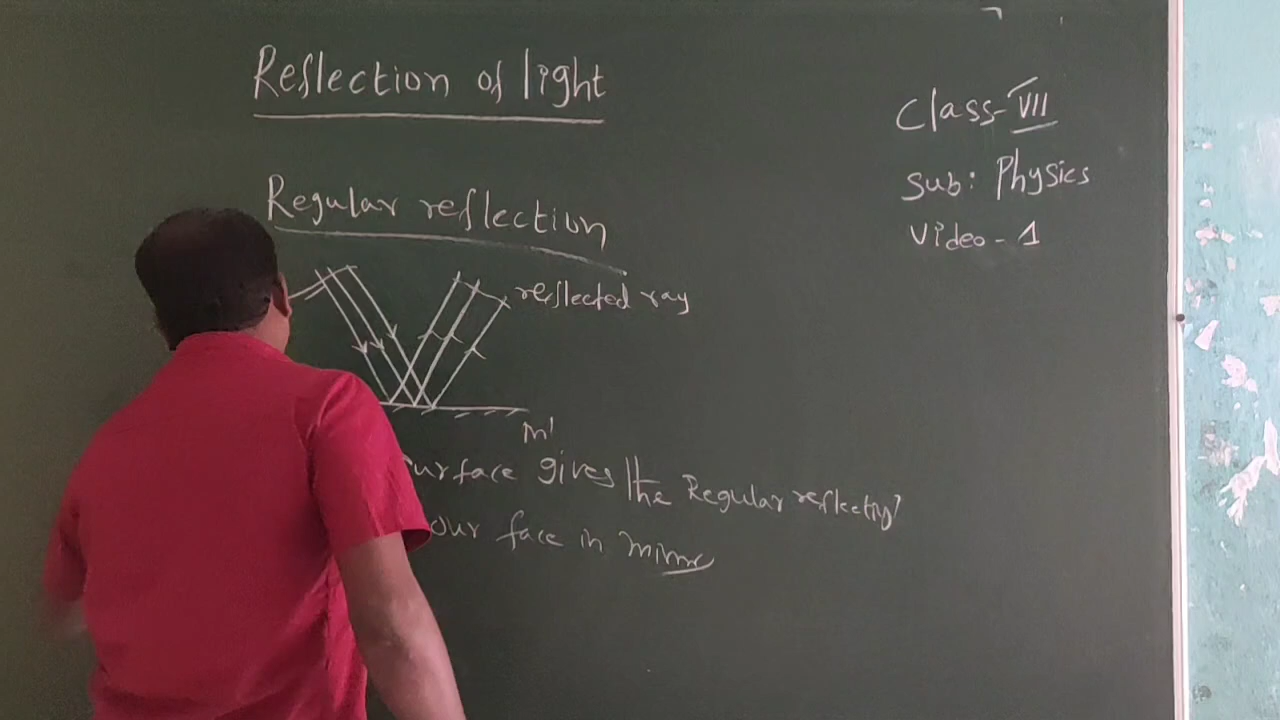 Reflection of light
Class-VII
Sub: Physics
Video-1
Regular reflection
reflected ray
M'
surface gives the Regular reflection
our face in mirror